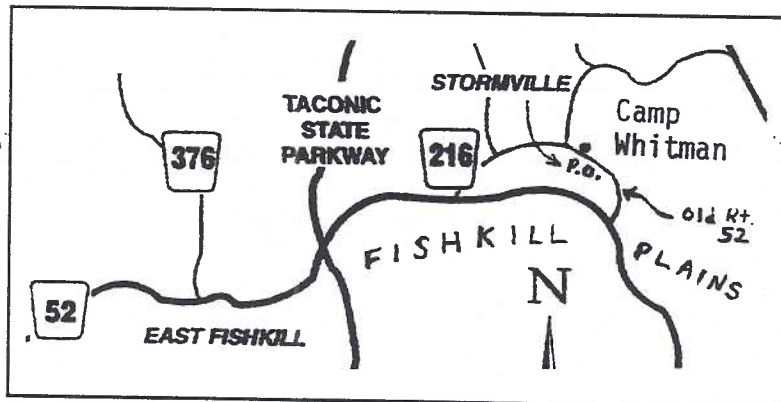 STORMVILLE
TACONIC
STATE
PARKWAY
Camp
Whitman
376
216
P.O.
Old Rt.
52
FISHKILL
PLAINS
N
52
EAST FISHKILL